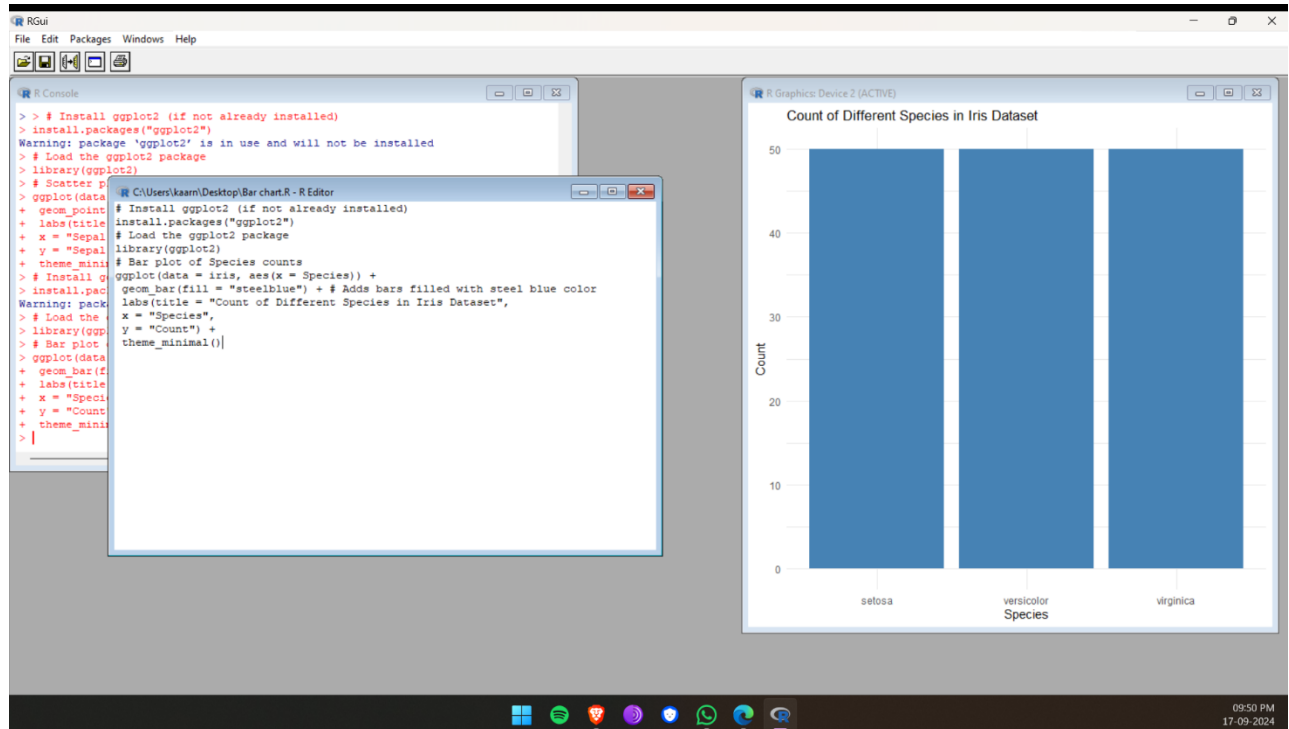 RGui
File Edit Packages Windows Help
R Console
> > # Install ggplot2 (if not already installed)
> install.packages("ggplot2")
Warning: package ‘ggplot2’ is in use and will not be installed
> # Load the ggplot2 package
> library(ggplot2)
> # Scatter p
> ggplot(data
+ geom_point
+ labs(title
+ x = "Sepal
+ y = "Sepal
+ theme_mini
> # Install g
> install.pac
Warning: pack
> # Load the
> library(ggp
> # Bar plot
> ggplot(data
+ geom_bar(f
+ labs(title
+ x = "Speci
+ y = "Count
+ theme_mini
>
C:\Users\kaarn\Desktop\Bar chart.R - R Editor
# Install ggplot2 (if not already installed)
install.packages("ggplot2")
# Load the ggplot2 package
library(ggplot2)
# Bar plot of Species counts
ggplot(data = iris, aes(x = Species)) +
geom_bar(fill = "steelblue") + # Adds bars filled with steel blue color
labs(title = "Count of Different Species in Iris Dataset",
x = "Species",
y = "Count") +
theme_minimal()
R Graphics: Device 2 (ACTIVE)
Count of Different Species in Iris Dataset
50
40
30
20
10
0
Count
setosa versicolor virginica
Species
09:50 PM
17-09-2024